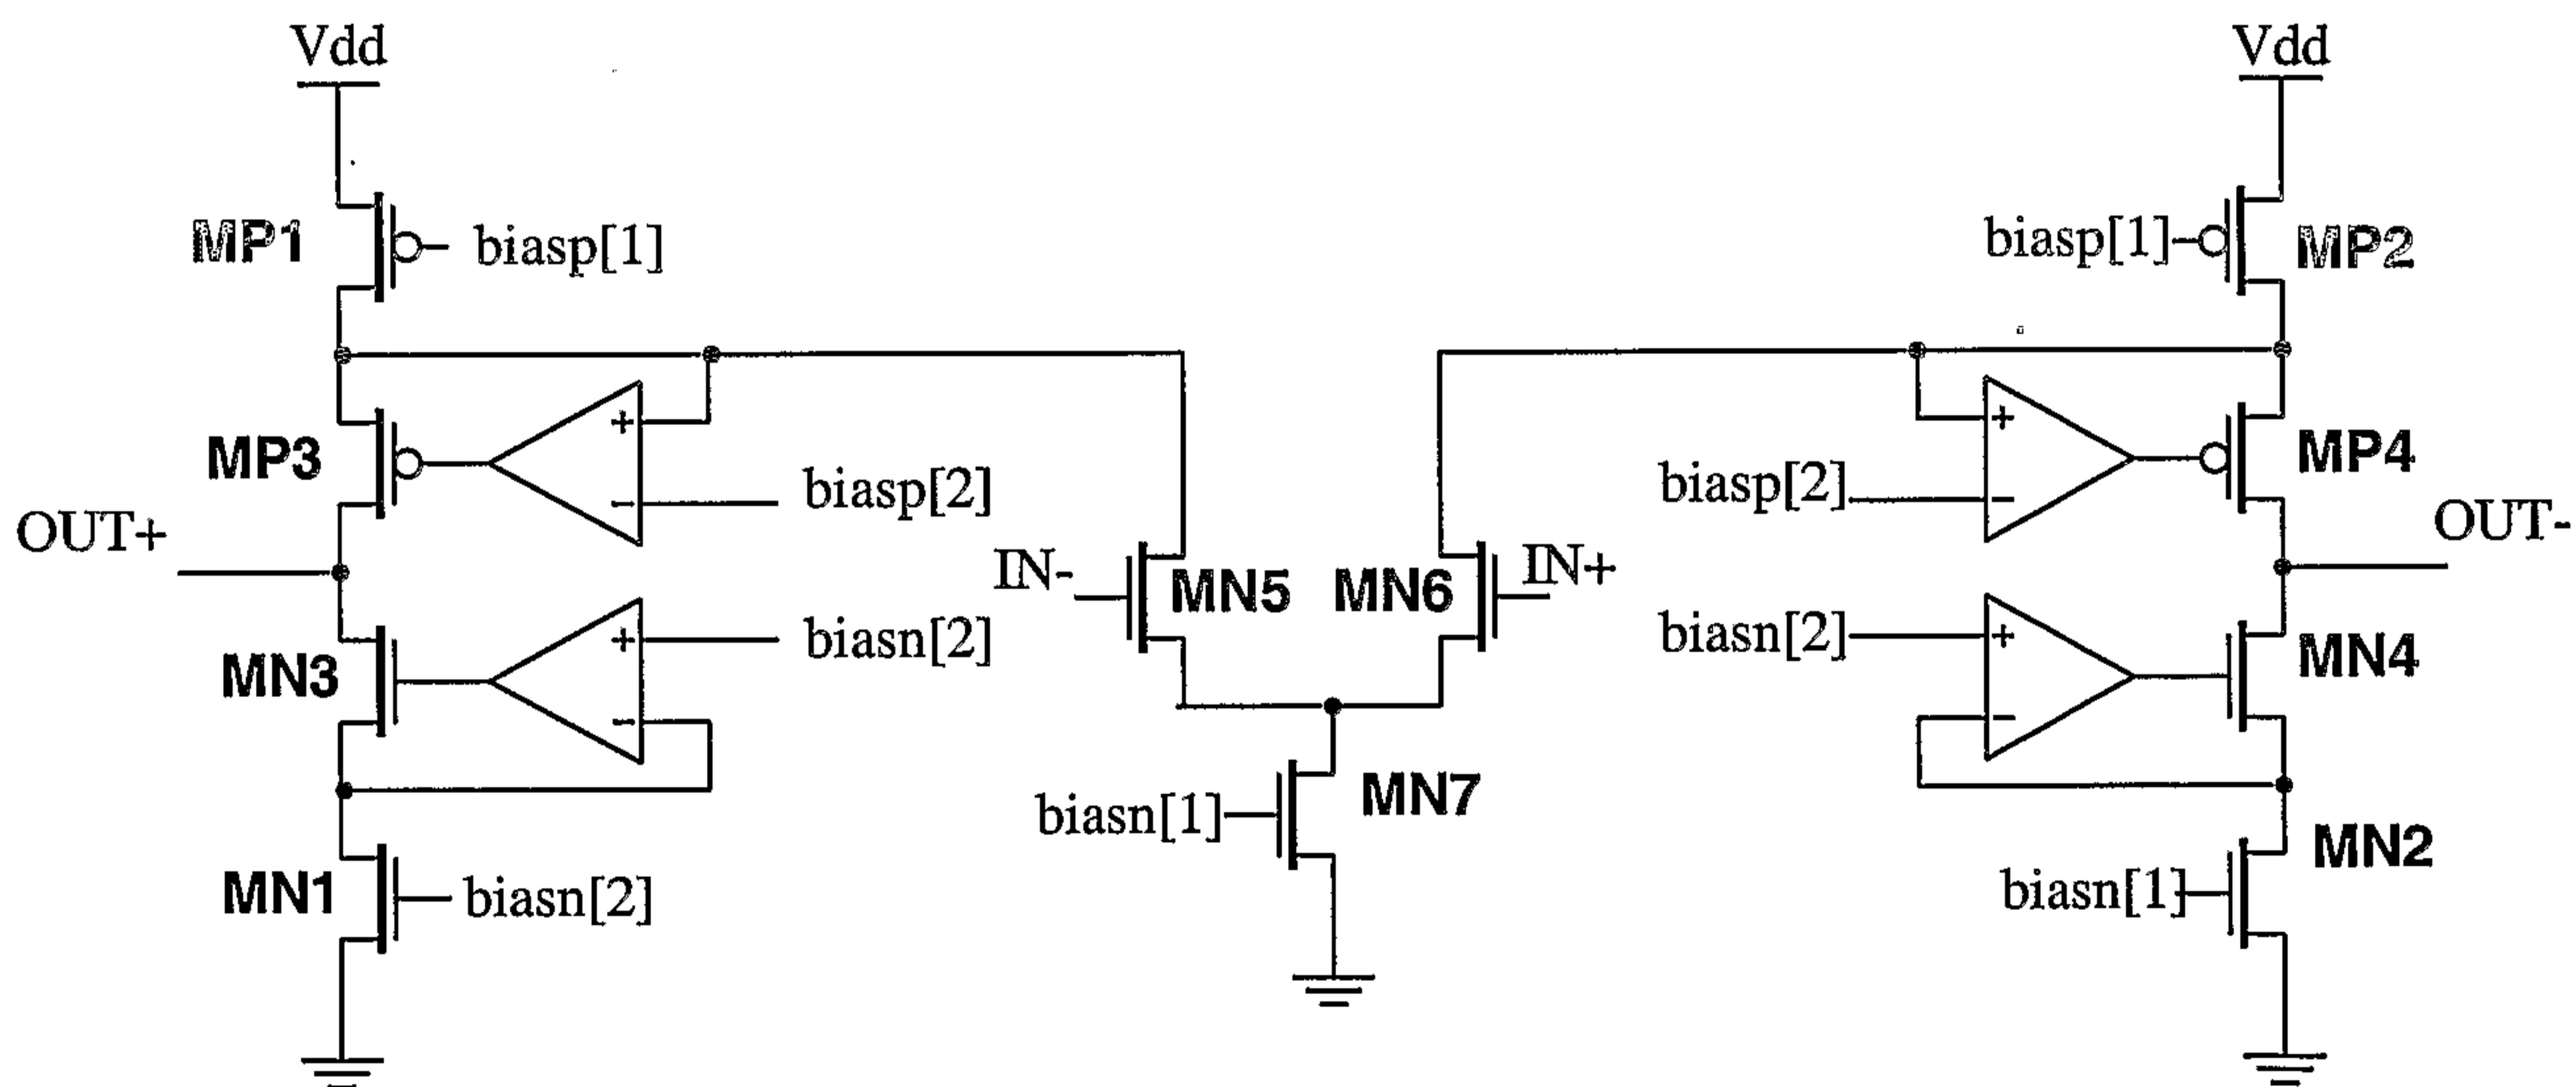 Vdd
Vdd
MP1
biasp[1]
biasp[1]
MP2
MP3
+
-
biasp[2]
biasp[2]
+
-
MP4
OUT+
OUT-
IN-
MN5
MN6
IN+
MN3
+
-
biasn[2]
biasn[2]
+
-
MN4
biasn[1]
MN7
MN1
biasn[2]
biasn[1]
MN2